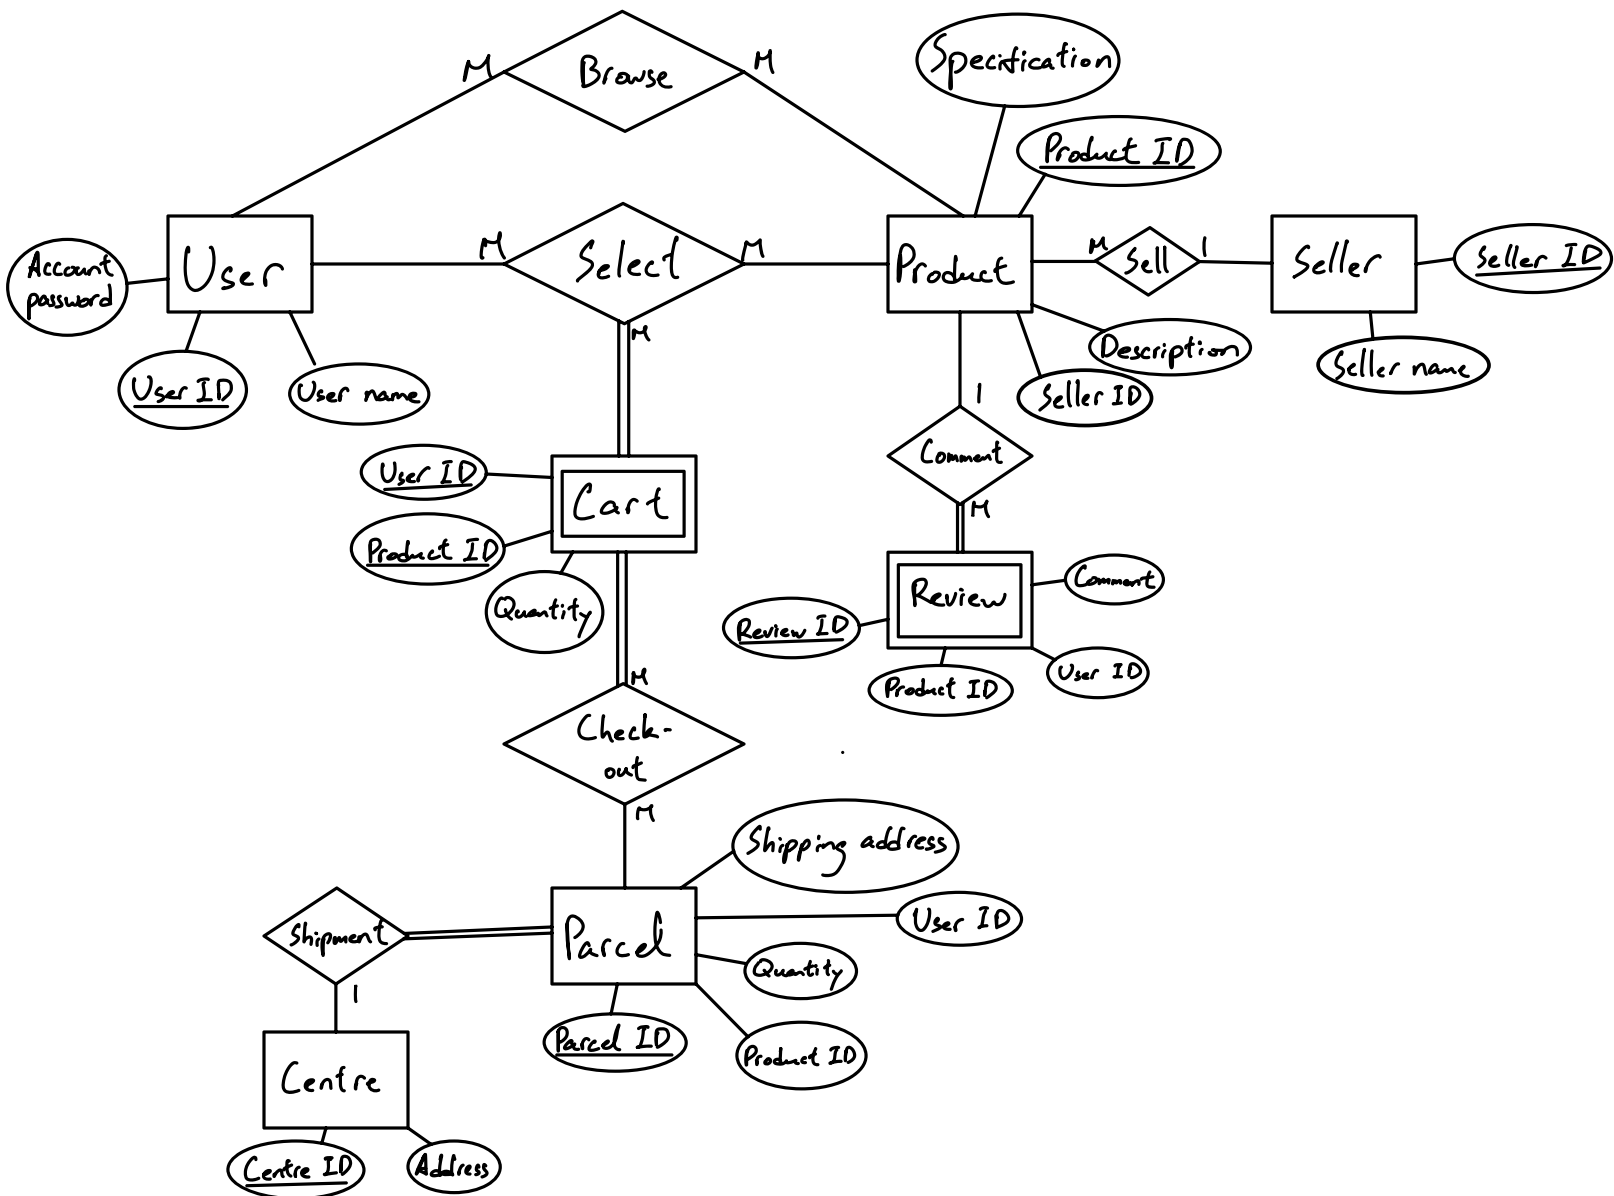 Browse
M
M
Specification
Product ID
User
Account
password
User ID
User name
M
Select
M
M
Product
M
Sell
1
Seller
Seller ID
Seller name
Description
Seller ID
1
Comment
M
User ID
Product ID
Quantity
Cart
Review
Comment
Review ID
Product ID
User ID
M
Check-
out
M
Shipping address
User ID
Quantity
Product ID
Parcel
Parcel ID
Shipment
1
Centre
Centre ID
Address